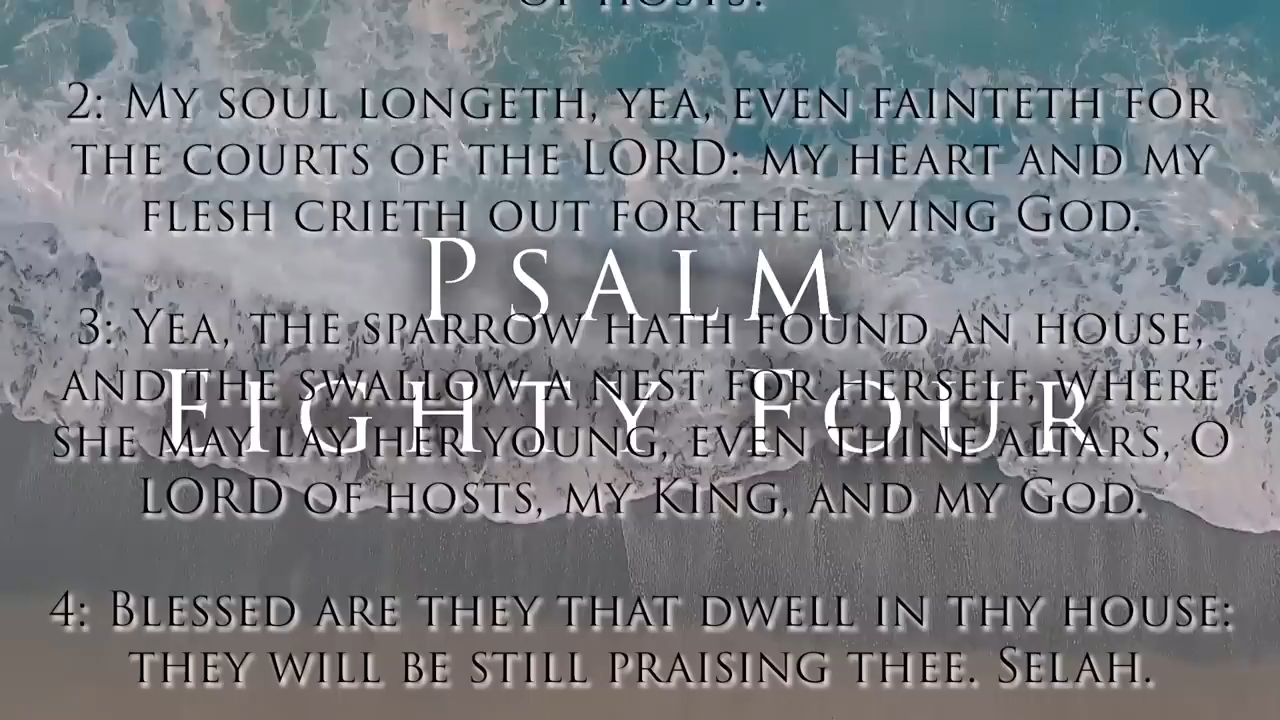 OF HOSTS!
2: MY SOUL LONGETH, YEA, EVEN FAINTETH FOR
THE COURTS OF THE LORD: MY HEART AND MY
FLESH CRIETH OUT FOR THE LIVING GOD.
PSALM
3: YEA, THE SPARROW HATH FOUND AN HOUSE,
AND THE SWALLOW A NEST FOR HERSELF, WHERE
EIGHTY FOUR
SHE MAY LAY HER YOUNG, EVEN THINE ALTARS, O
LORD OF HOSTS, MY KING, AND MY GOD.
4: BLESSED ARE THEY THAT DWELL IN THY HOUSE:
THEY WILL BE STILL PRAISING THEE. SELAH.